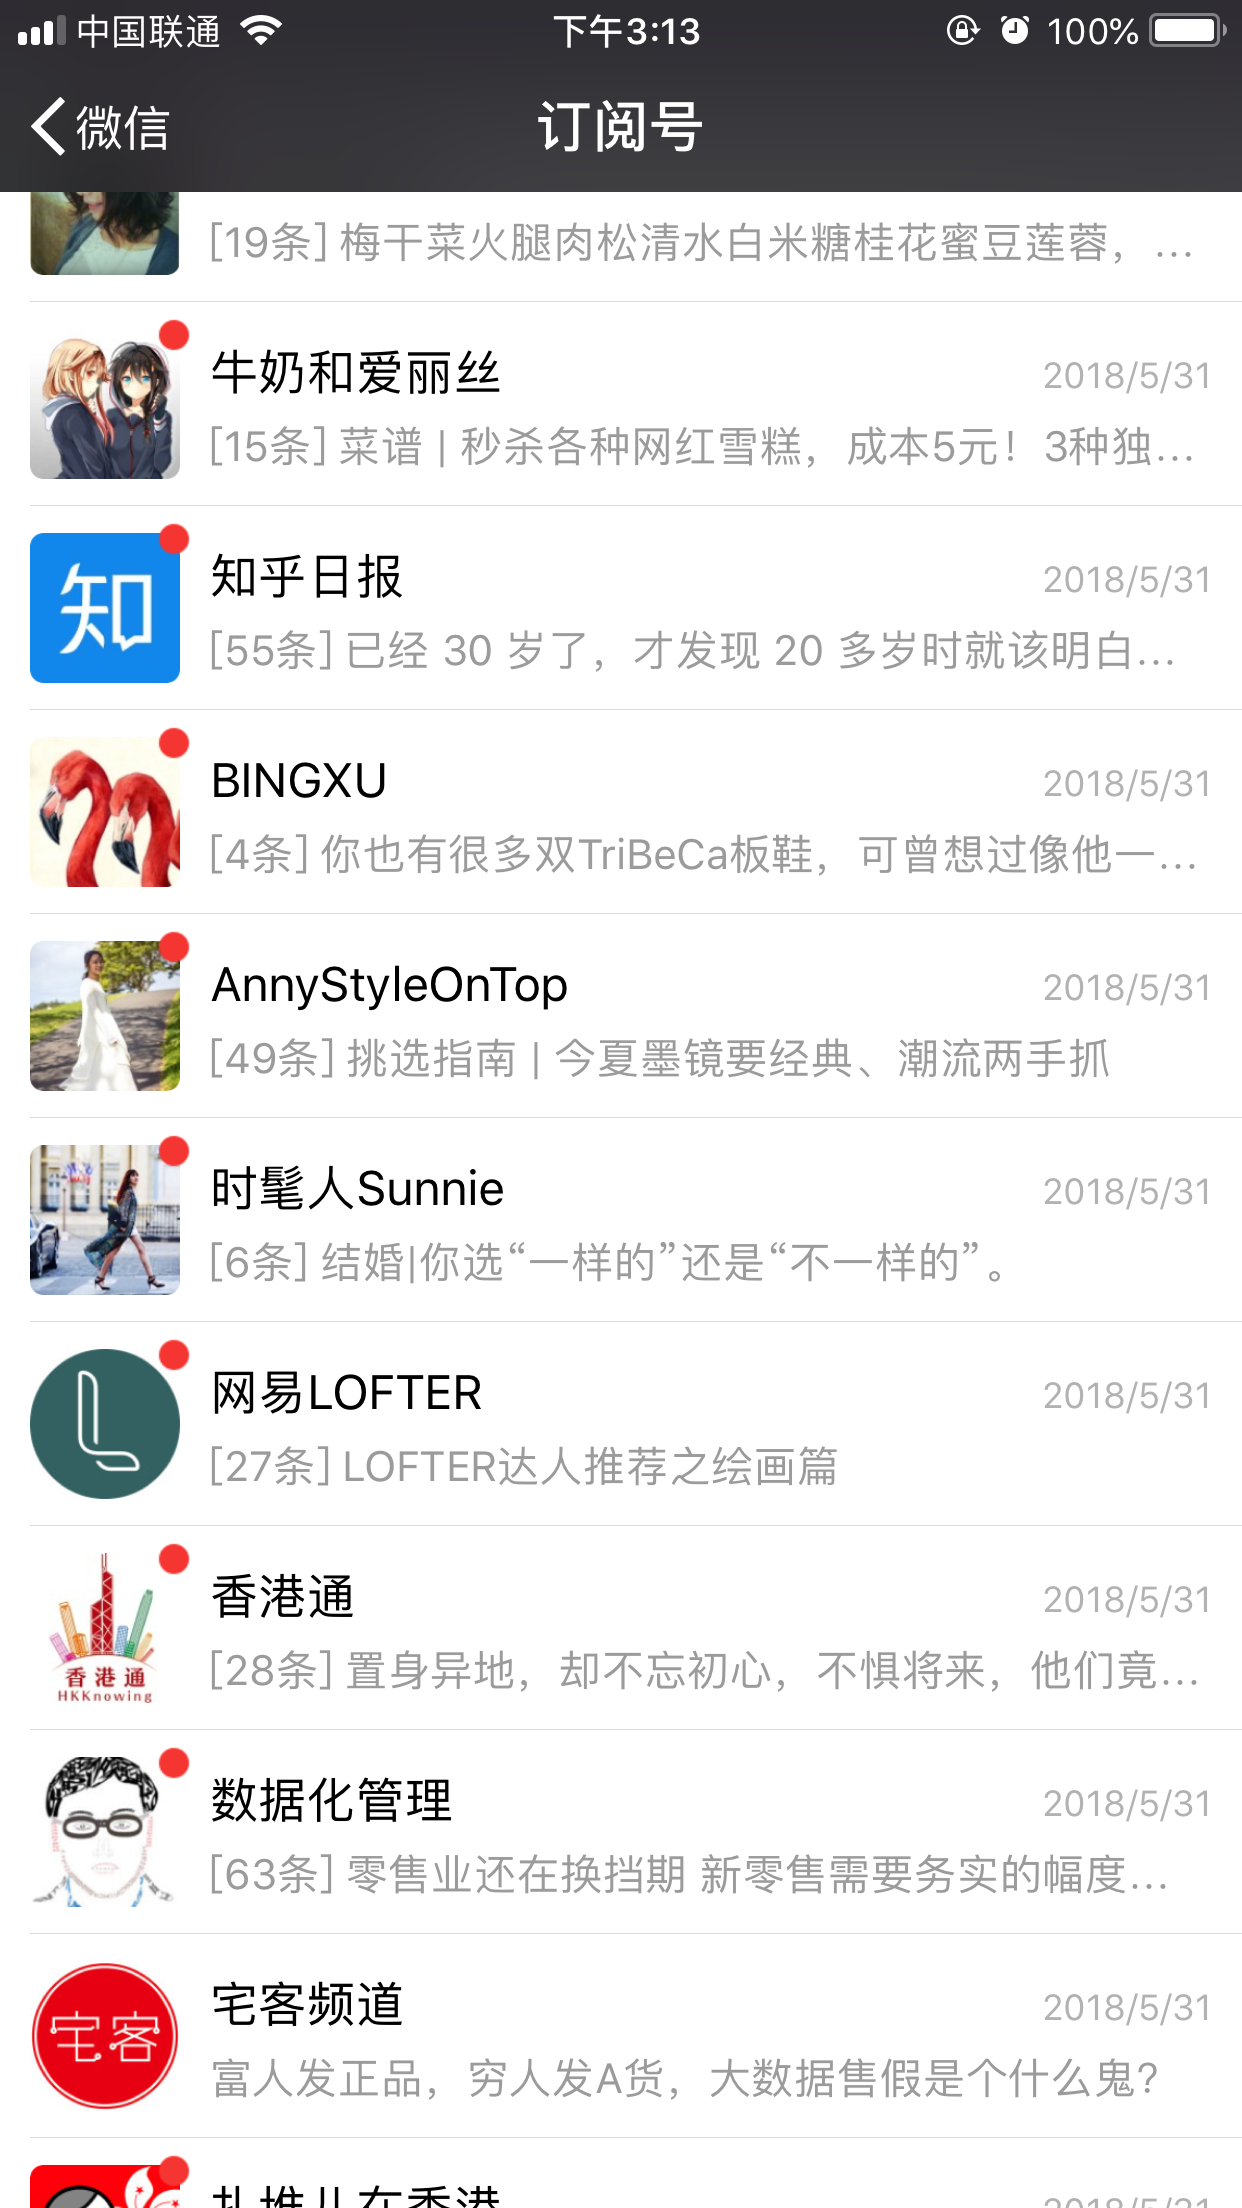 中国联通
下午3:13
100%
微信
订阅号
[19条] 梅干菜火腿肉松清水白米糖桂花蜜豆莲蓉，...
牛奶和爱丽丝
2018/5/31
[15条] 菜谱 | 秒杀各种网红雪糕，成本5元！3种独...
知
知乎日报
2018/5/31
[55条] 已经 30 岁了，才发现 20 多岁时就该明白...
BINGXU
2018/5/31
[4条] 你也有很多双TriBeCa板鞋，可曾想过像他一...
AnnyStyleOnTop
2018/5/31
[49条] 挑选指南 | 今夏墨镜要经典、潮流两手抓
时髦人Sunnie
2018/5/31
[6条] 结婚|你选“一样的”还是“不一样的”。
网易LOFTER
2018/5/31
[27条] LOFTER达人推荐之绘画篇
香港通
HKKnowing
香港通
2018/5/31
[28条] 置身异地，却不忘初心，不惧将来，他们竟...
数据化管理
2018/5/31
[63条] 零售业还在换挡期 新零售需要务实的幅度...
宅客
宅客频道
2018/5/31
富人发正品，穷人发A货，大数据售假是个什么鬼?
扎堆儿在香港
2018/5/31